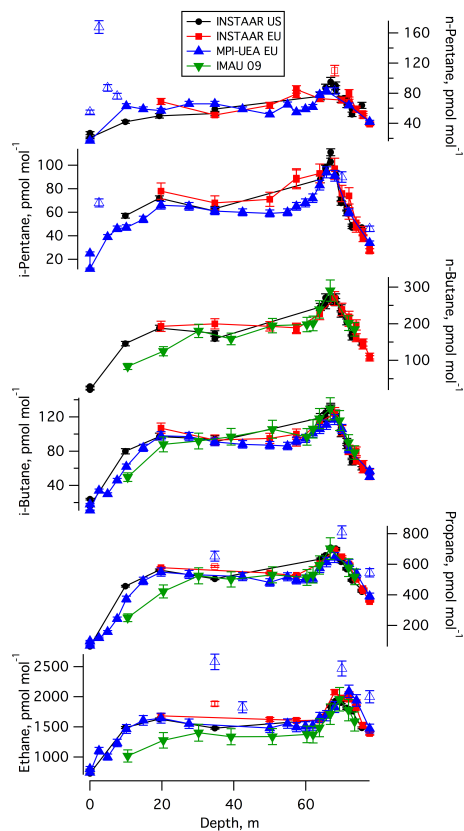 INSTAAR US
INSTAAR EU
MPI-UEA EU
IMAU 09
n-Pentane, pmol mol⁻¹
160
120
80
40
i-Pentane, pmol mol⁻¹
100
80
60
40
20
n-Butane, pmol mol⁻¹
300
200
100
i-Butane, pmol mol⁻¹
120
80
40
Propane, pmol mol⁻¹
800
600
400
200
Ethane, pmol mol⁻¹
2500
2000
1500
1000
0 20 40 60
Depth, m